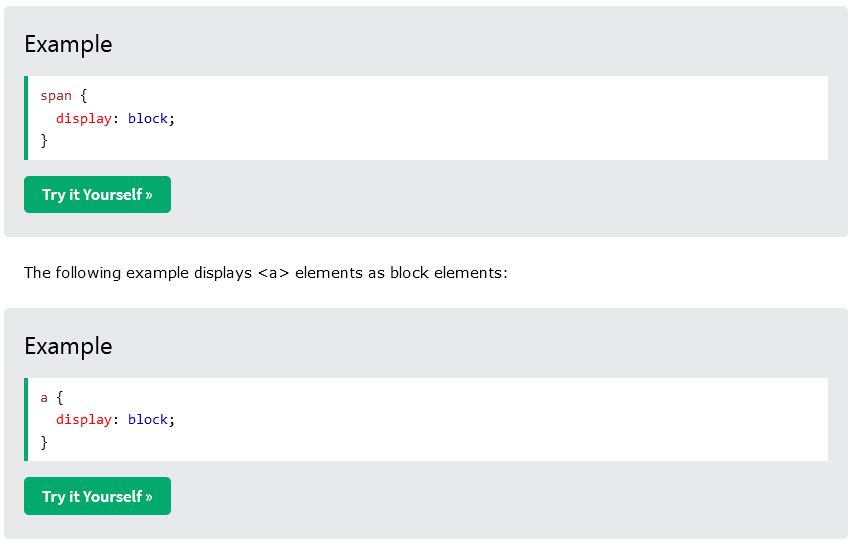 Example
span {
  display: block;
}
Try it Yourself »
The following example displays <a> elements as block elements:
Example
a {
  display: block;
}
Try it Yourself »